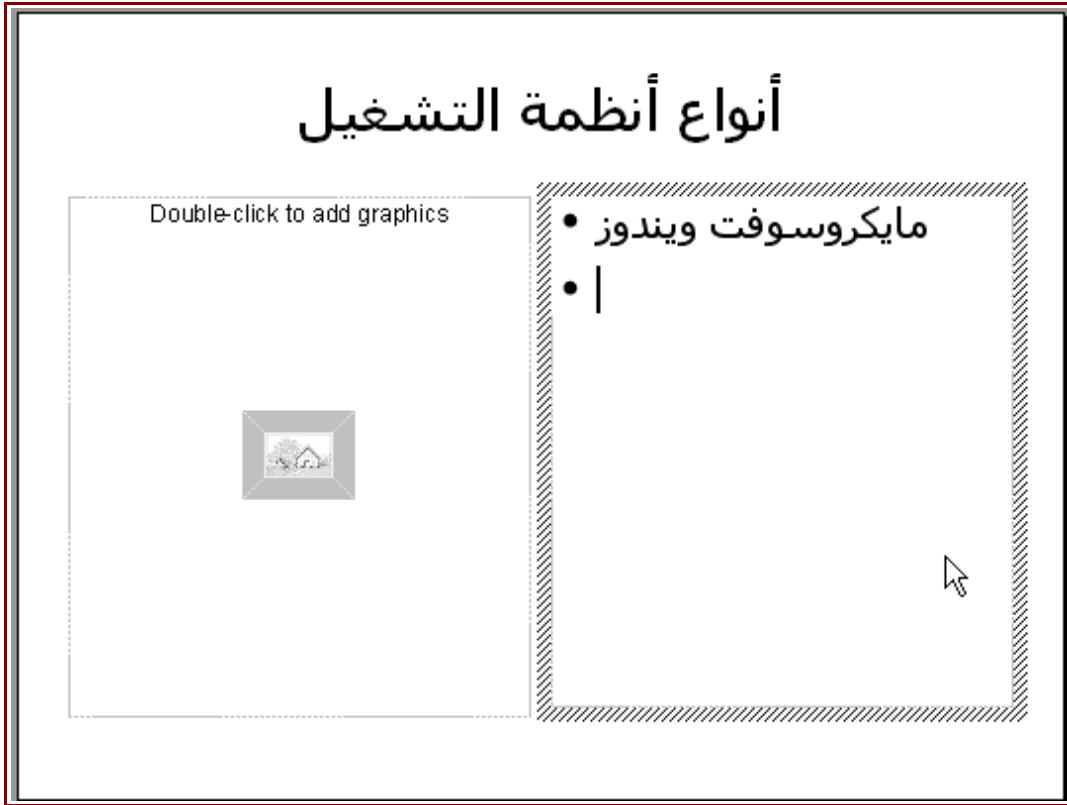 أنواع أنظمة التشغيل
Double-click to add graphics
• مايكروسوفت ويندوز
•